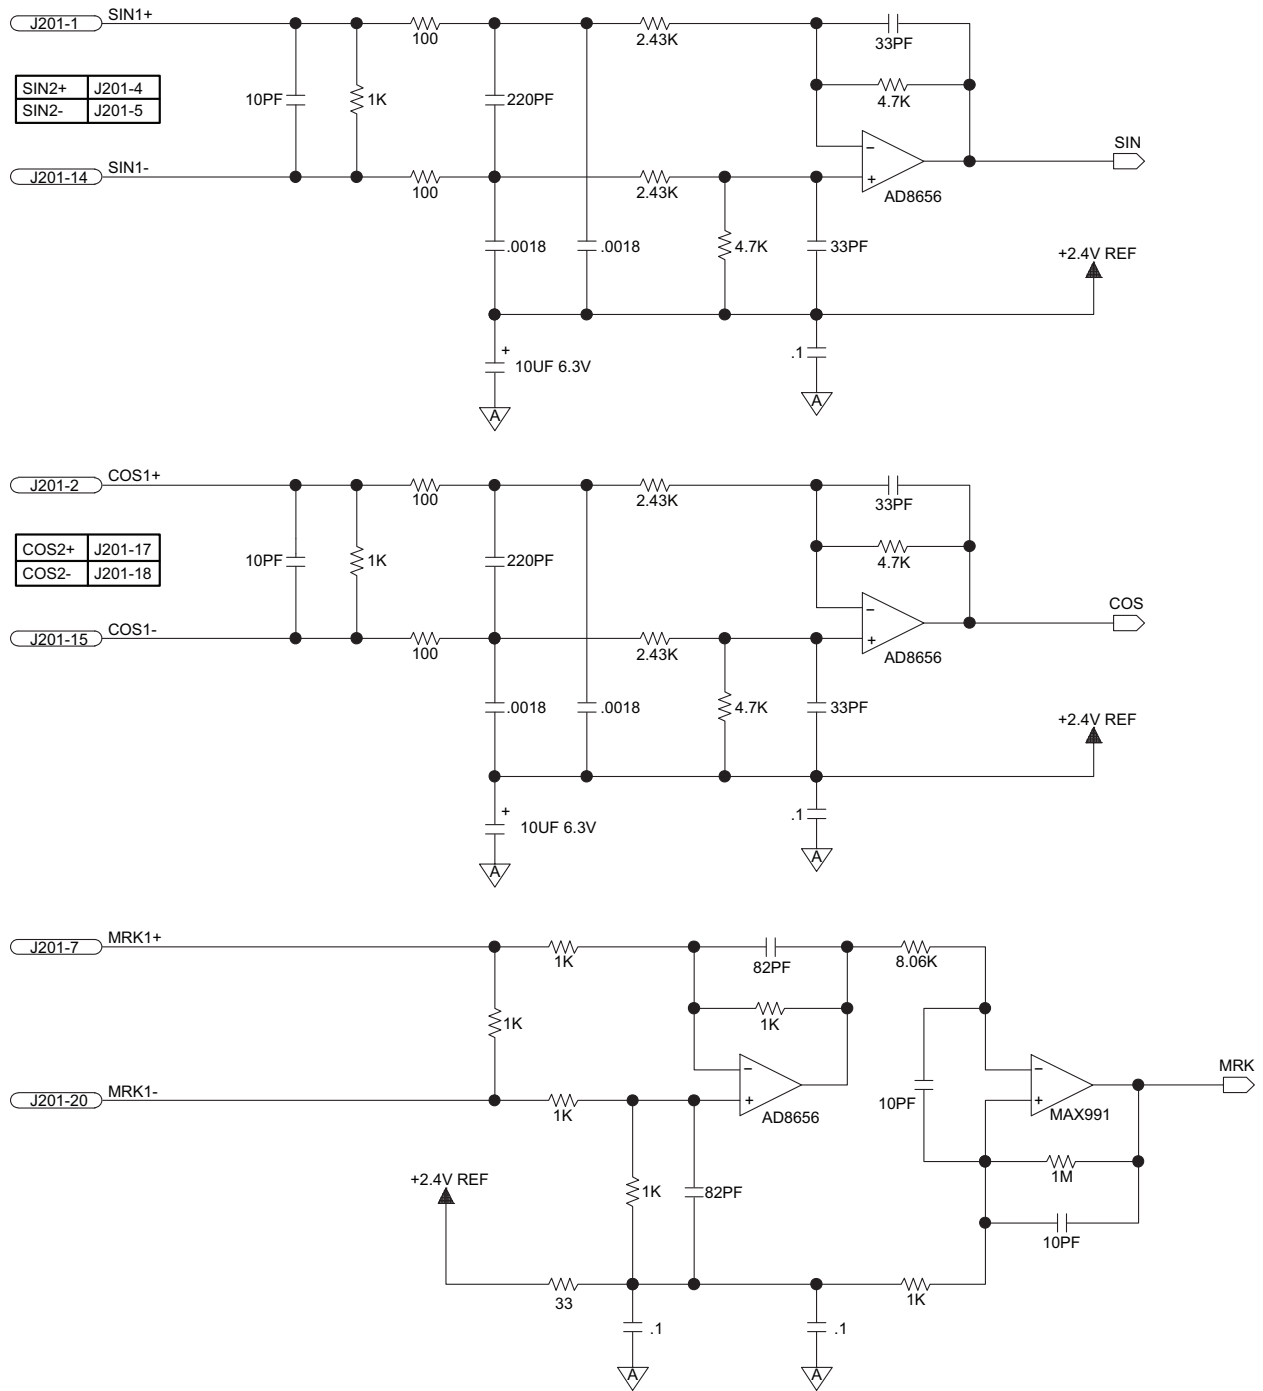 J201-1 SIN1+
100
2.43K
33PF
SIN2+ J201-4
SIN2- J201-5
10PF
1K
220PF
4.7K
SIN
J201-14 SIN1-
100
2.43K
AD8656
- 
+
.0018
.0018
4.7K
33PF
+2.4V REF
+
10UF 6.3V
.1
A
A
J201-2 COS1+
100
2.43K
33PF
COS2+ J201-17
COS2- J201-18
10PF
1K
220PF
4.7K
COS
J201-15 COS1-
100
2.43K
AD8656
-
+
.0018
.0018
4.7K
33PF
+2.4V REF
+
10UF 6.3V
.1
A
A
J201-7 MRK1+
1K
82PF
8.06K
1K
1K
-
+
AD8656
J201-20 MRK1-
1K
10PF
-
+
MAX991
MRK
+2.4V REF
1K
82PF
1M
10PF
33
1K
.1
.1
A
A